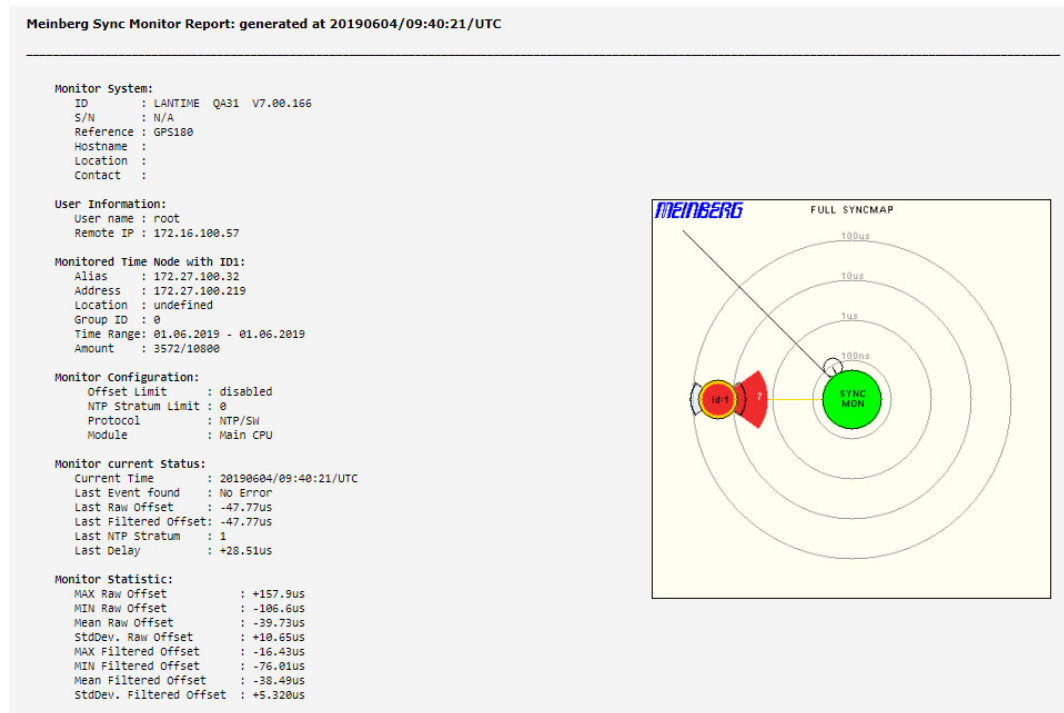 Meinberg Sync Monitor Report: generated at 20190604/09:40:21/UTC
Monitor System:
ID : LANTIME QA31 V7.00.166
S/N : N/A
Reference : GPS180
Hostname :
Location :
Contact :
User Information:
User name : root
Remote IP : 172.16.100.57
Monitored Time Node with ID1:
Alias : 172.27.100.32
Address : 172.27.100.219
Location : undefined
Group ID : 0
Time Range: 01.06.2019 - 01.06.2019
Amount : 3572/10800
Monitor Configuration:
Offset Limit : disabled
NTP Stratum Limit : 0
Protocol : NTP/SW
Module : Main CPU
Monitor current Status:
Current Time : 20190604/09:40:21/UTC
Last Event found : No Error
Last Raw Offset : -47.77us
Last Filtered Offset: -47.77us
Last NTP Stratum : 1
Last Delay : +28.51us
Monitor Statistic:
MAX Raw Offset : +157.9us
MIN Raw Offset : -106.6us
Mean Raw Offset : -39.73us
StdDev. Raw Offset : +10.65us
MAX Filtered Offset : -16.43us
MIN Filtered Offset : -76.01us
Mean Filtered Offset : -38.49us
StdDev. Filtered Offset : +5.320us
MEINBERG
FULL SYNCMAP
100us
10us
1us
100ns
Id:1
7
SYNC
MON